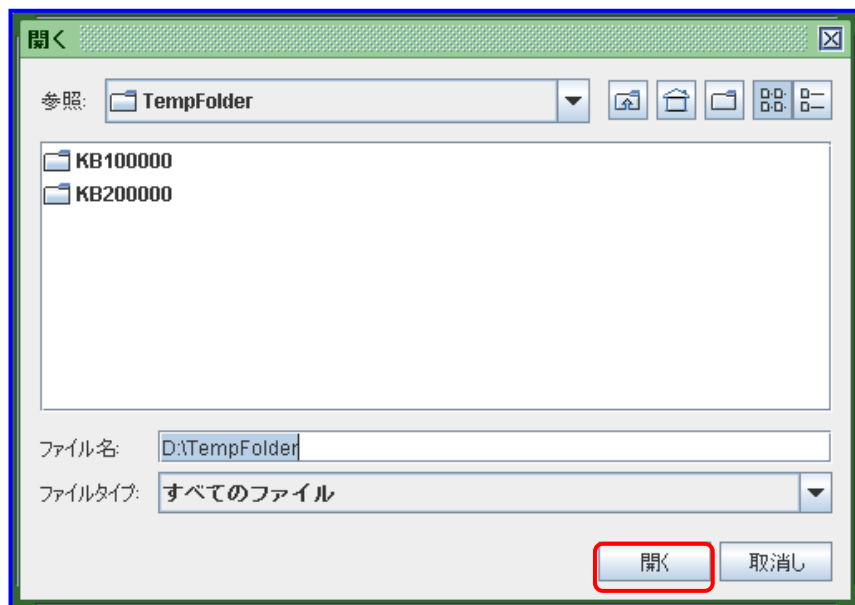 開く
参照: TempFolder
KB100000
KB200000
ファイル名: D:\TempFolder
ファイルタイプ: すべてのファイル
開く 取消し